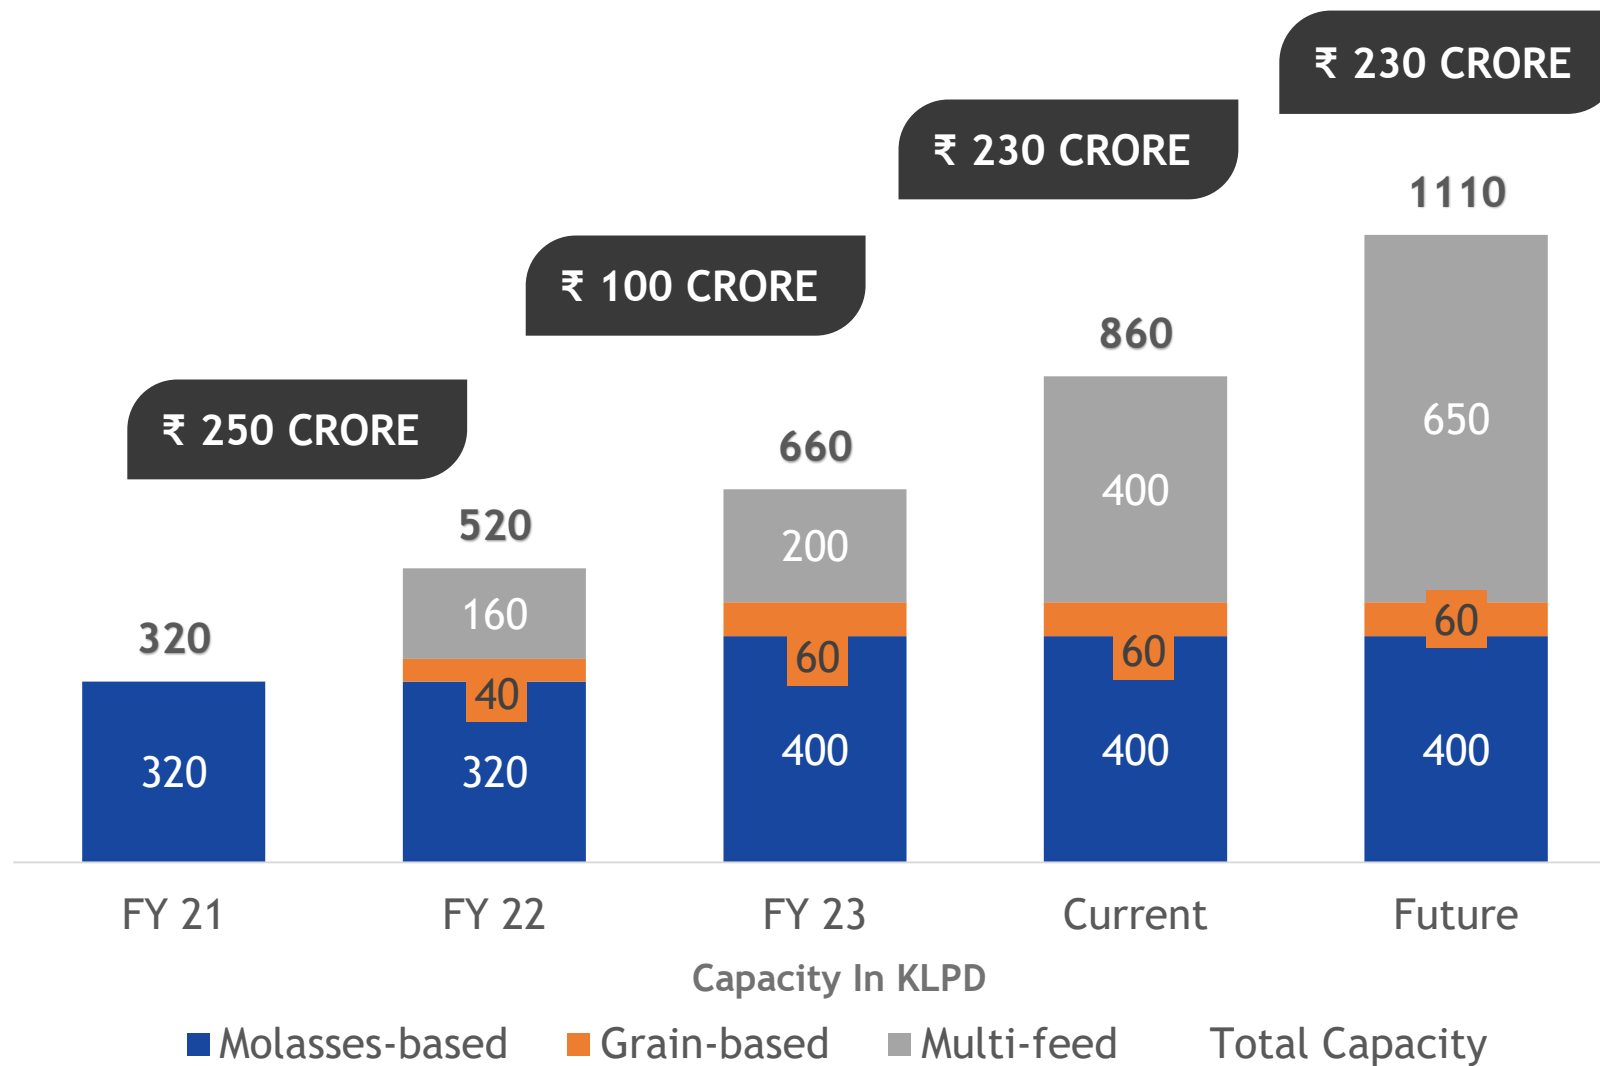 ₹ 230 CRORE
₹ 230 CRORE
1110
₹ 100 CRORE
860
650
₹ 250 CRORE
660
400
520
200
160
60
320
60
60
40
400
400
400
320
320
FY 21 FY 22 FY 23 Current Future
Capacity In KLPD
Molasses-based Grain-based Multi-feed Total Capacity